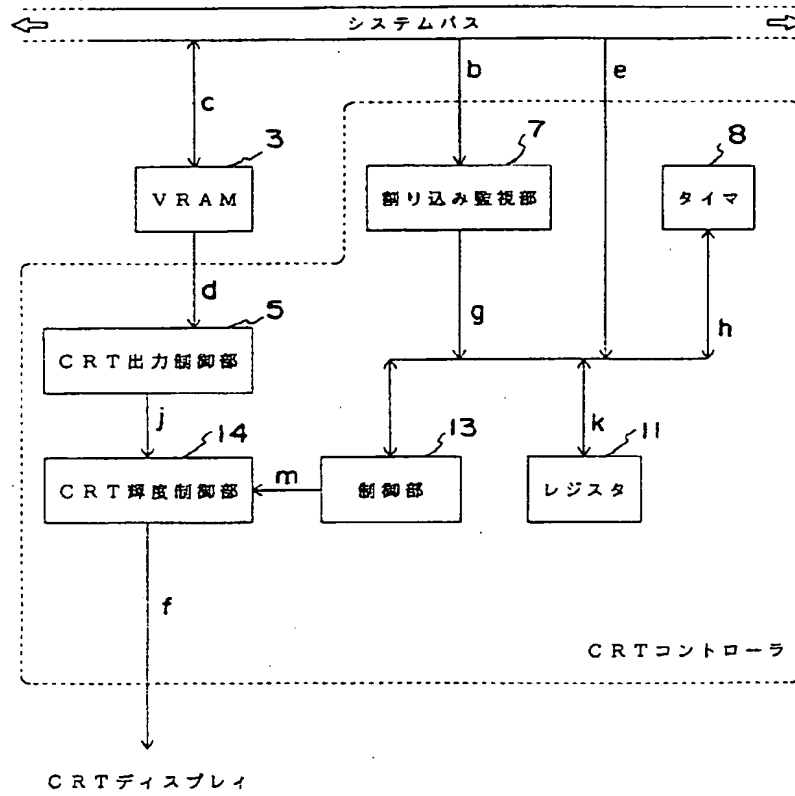 システムバス
b
e
c
7
8
3
VRAM
割り込み監視部
タイマ
d
5
g
h
CRT出力制御部
j
14
13
k
11
CRT輝度制御部
m
制御部
レジスタ
f
CRTコントローラ
CRTディスプレイ